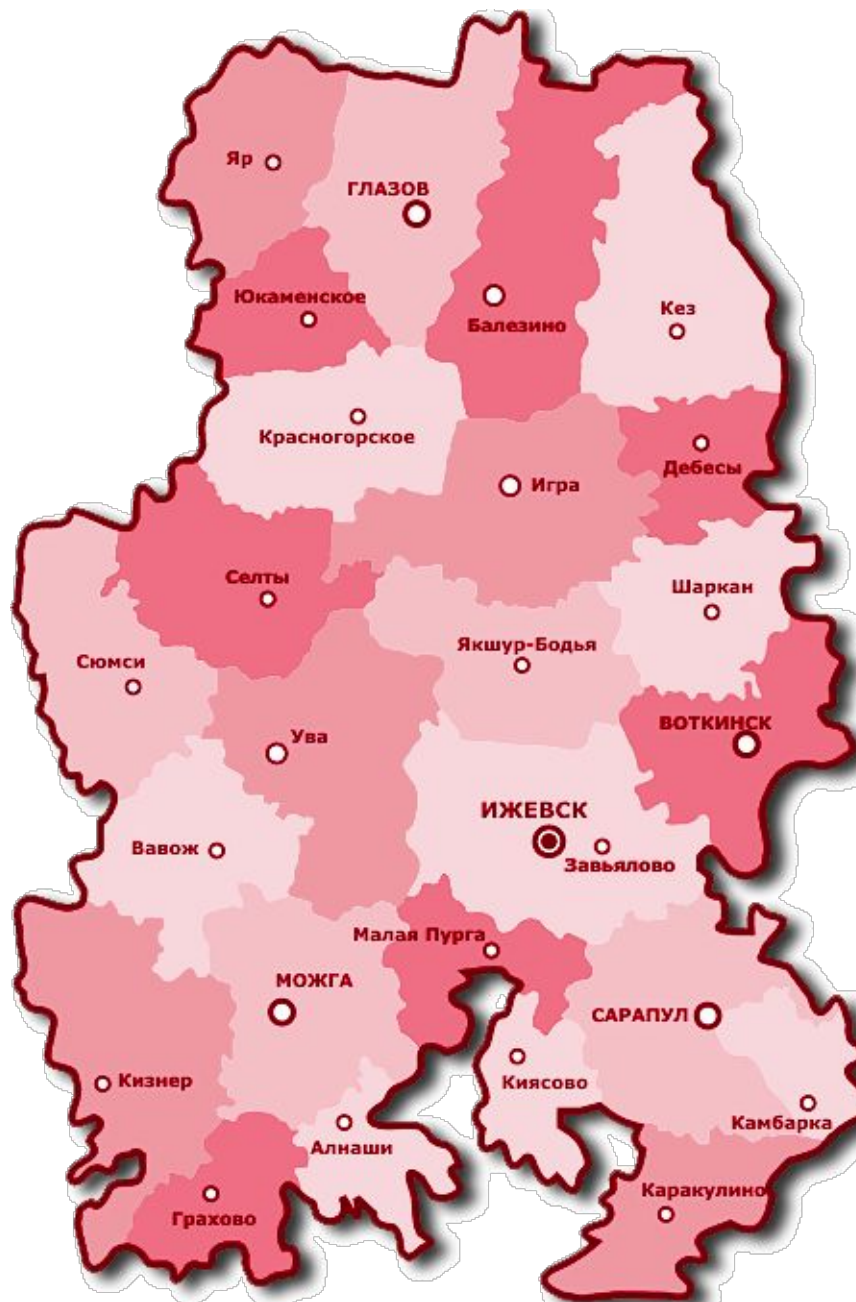 Яр
ГЛАЗОВ
Юкаменское
Балезино
Кез
Красногорское
Дебесы
Игра
Селты
Шаркан
Якшур-Бодья
Сюмси
ВОТКИНСК
Ува
ИЖЕВСК
Вавож
Завьялово
Малая Пурга
МОЖГА
САРАПУЛ
Киясово
Кизнер
Камбарка
Алнаши
Каракулино
Грахово